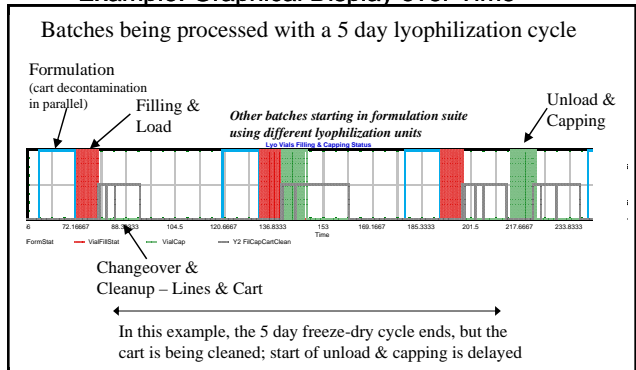 Example: Graphical Display over Time
Batches being processed with a 5 day lyophilization cycle
Formulation
(cart decontamination
in parallel)
Filling &
Load
Other batches starting in formulation suite
using different lyophilization units
Unload &
Capping
Lyo Vials Filling & Capping Status
6 72.16667 88.33333 104.5 120.6667 136.8333 153 169.1667 185.3333 201.5 217.6667 233.8333
Time
FormStat VialFillStat VialCap Y2 FilCapCartClean
Changeover &
Cleanup – Lines & Cart
In this example, the 5 day freeze-dry cycle ends, but the
cart is being cleaned; start of unload & capping is delayed